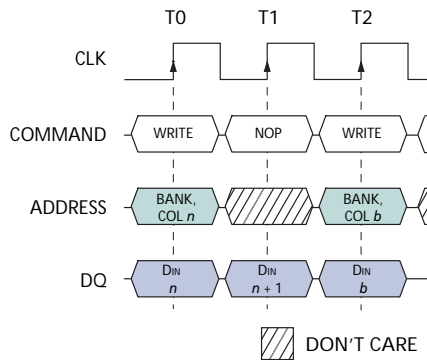 T0 T1 T2
CLK
COMMAND WRITE NOP WRITE
ADDRESS BANK, COL n BANK, COL b
DQ DIN n DIN n + 1 DIN b
DON'T CARE